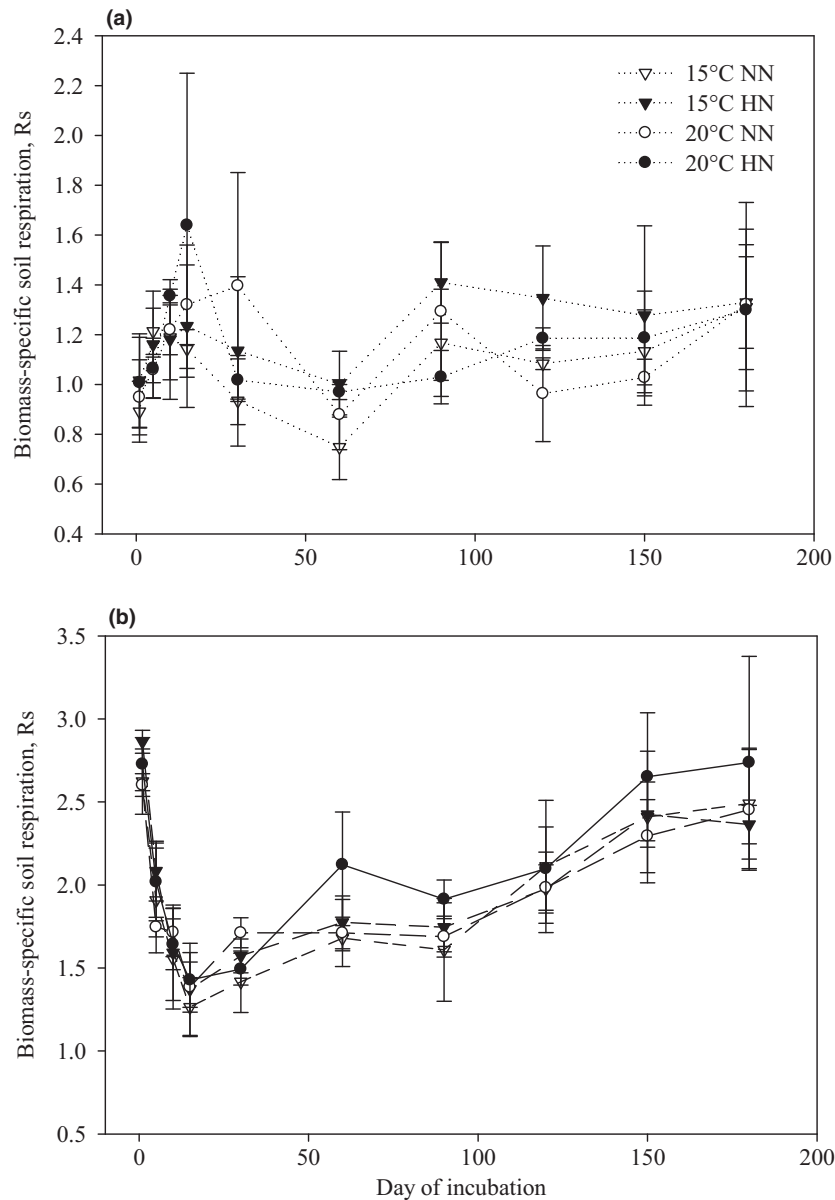 (a)
2.4
2.2
2.0
1.8
1.6
1.4
1.2
1.0
0.8
0.6
0.4
Biomass-specific soil respiration, Rs
15°C NN
15°C HN
20°C NN
20°C HN
0 50 100 150 200
(b)
3.5
3.0
2.5
2.0
1.5
1.0
0.5
Biomass-specific soil respiration, Rs
0 50 100 150 200
Day of incubation